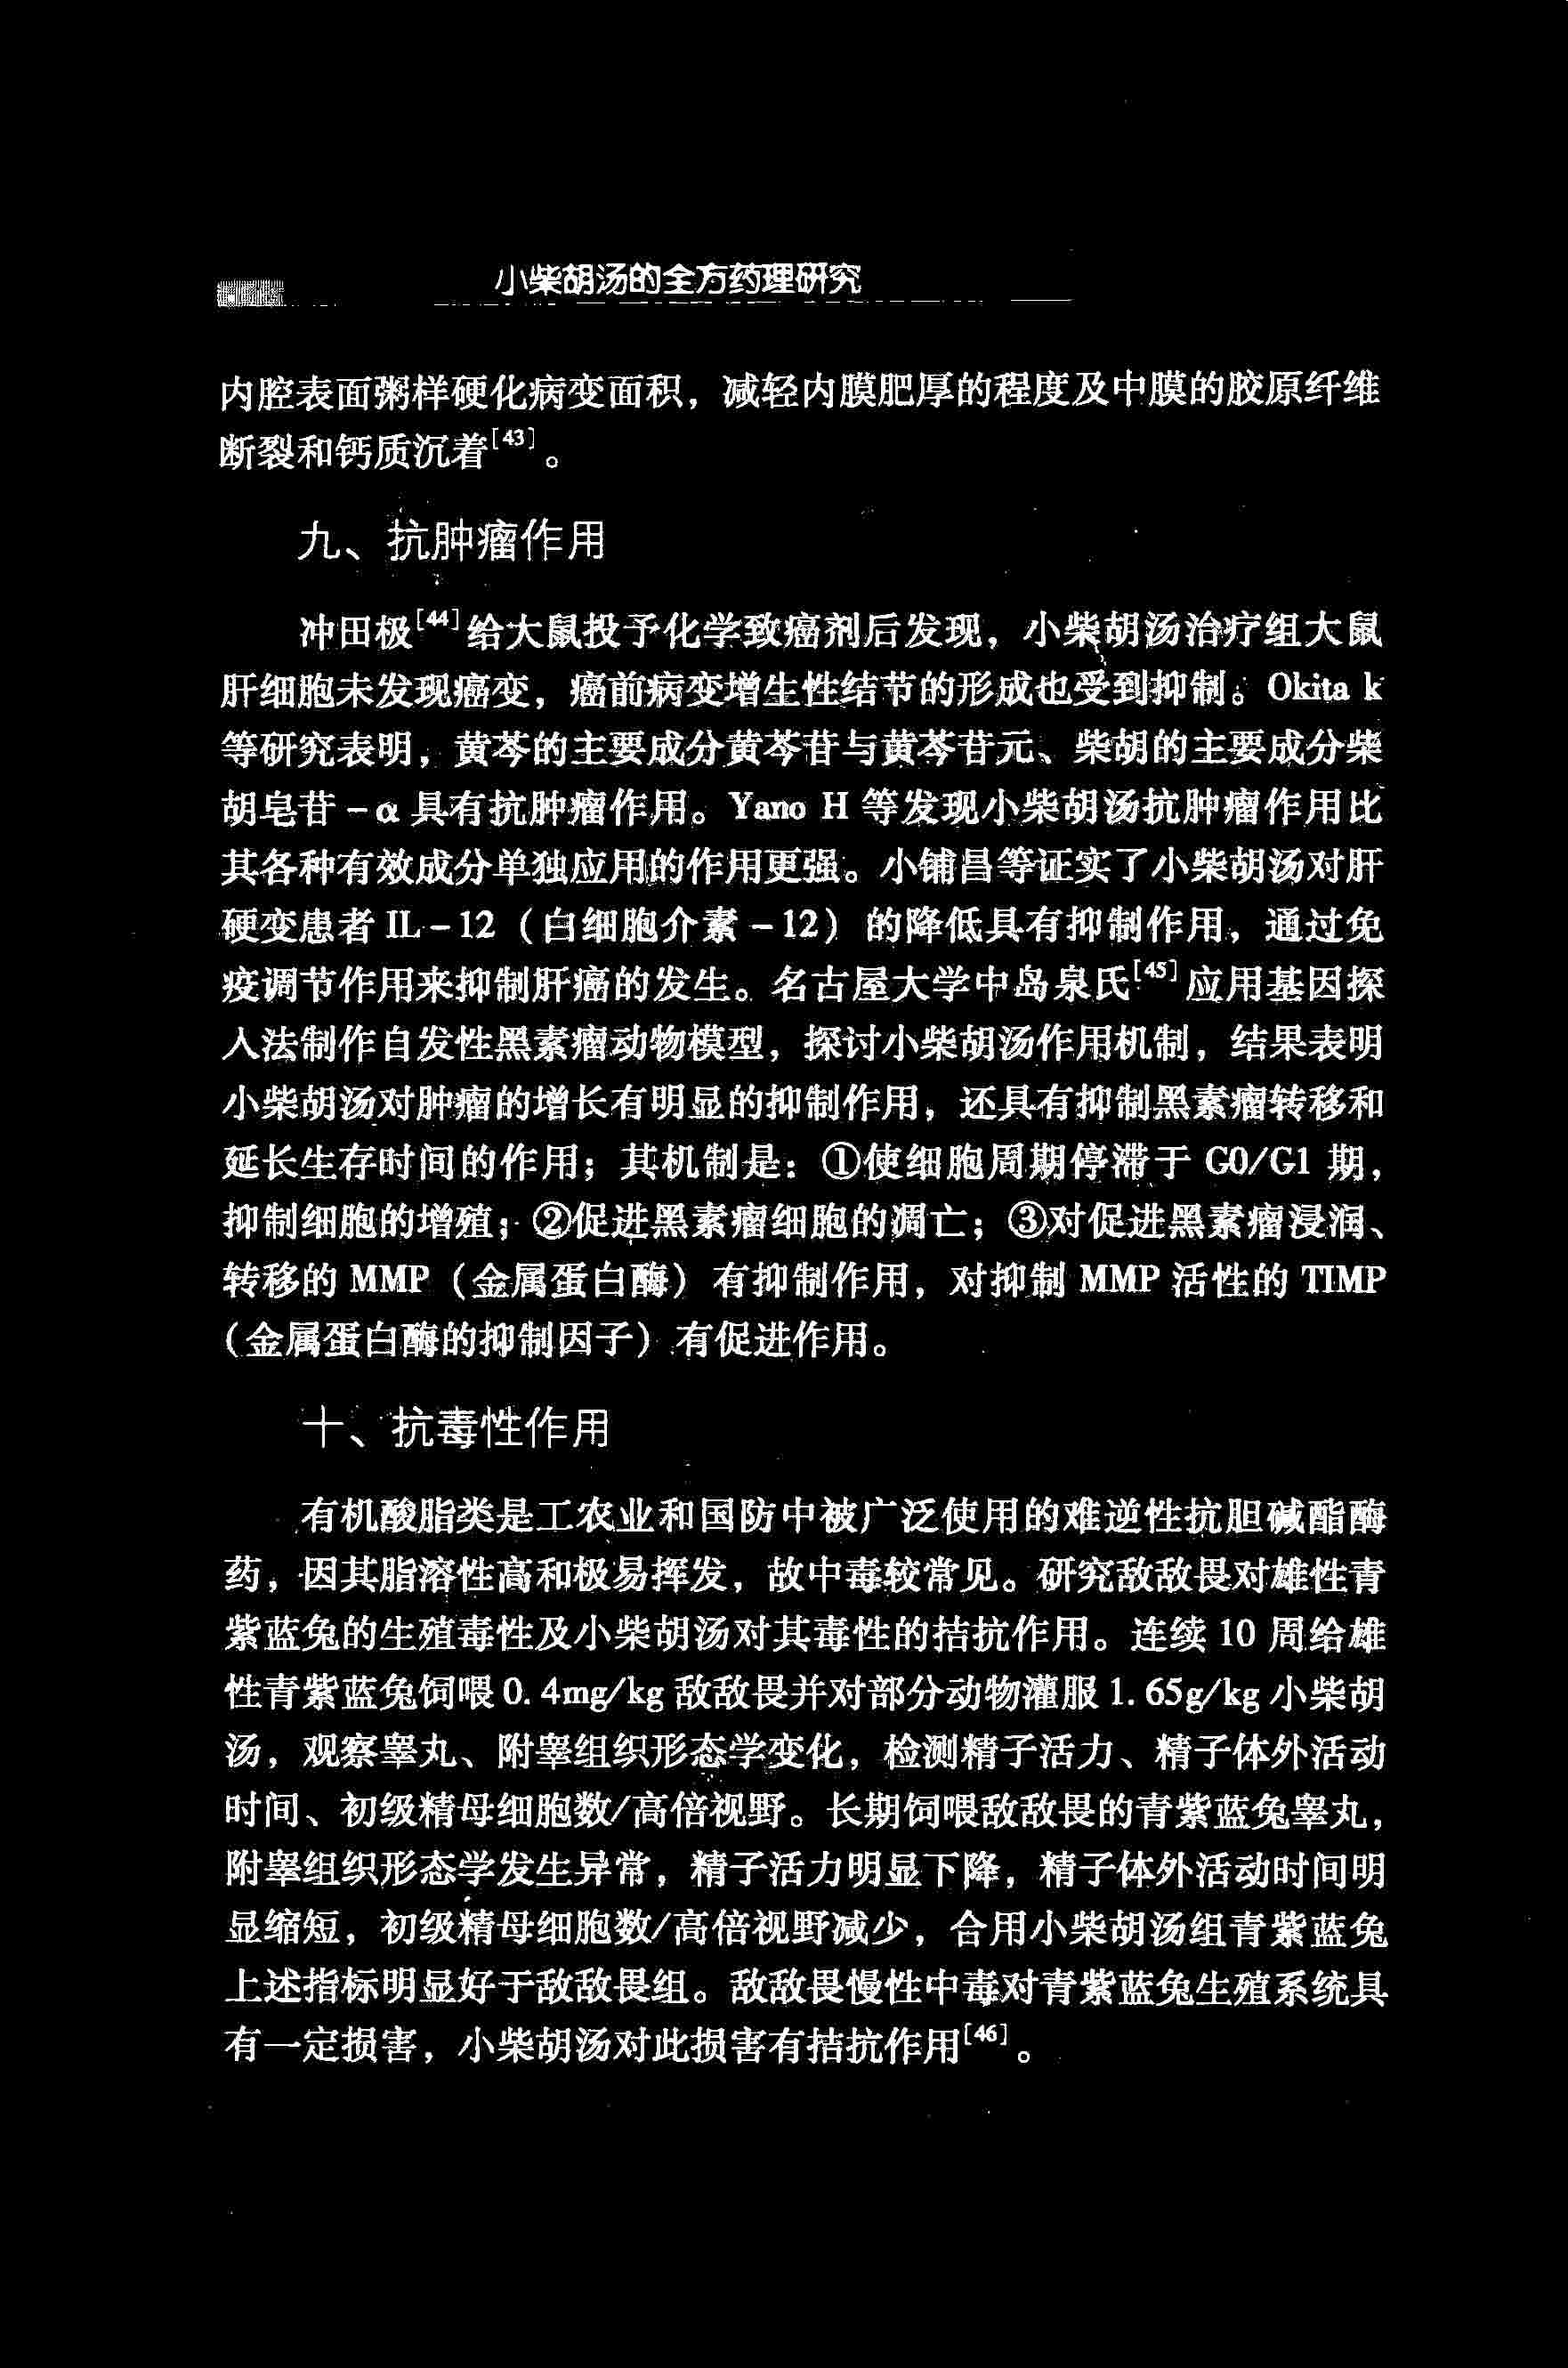 小柴胡汤的全方药理研究
内腔表面粥样硬化病变面积，减轻内膜肥厚的程度及中膜的胶原纤维
断裂和钙质沉着[43]。
九、抗肿瘤作用
冲田极[44]给大鼠投予化学致癌剂后发现，小柴胡汤治疗组大鼠
肝细胞未发现癌变，癌前病变增生性结节的形成也受到抑制。Okita k
等研究表明，黄芩的主要成分黄芩苷与黄芩苷元、柴胡的主要成分柴
胡皂苷－α具有抗肿瘤作用。Yano H 等发现小柴胡汤抗肿瘤作用比
其各种有效成分单独应用的作用更强。小铺昌等证实了小柴胡汤对肝
硬变患者 IL－12（白细胞介素－12）的降低具有抑制作用，通过免
疫调节作用来抑制肝癌的发生。名古屋大学中岛泉氏[45]应用基因探
入法制作自发性黑素瘤动物模型，探讨小柴胡汤作用机制，结果表明
小柴胡汤对肿瘤的增长有明显的抑制作用，还具有抑制黑素瘤转移和
延长生存时间的作用；其机制是：①使细胞周期停滞于 G0/G1 期，
抑制细胞的增殖；②促进黑素瘤细胞的凋亡；③对促进黑素瘤浸润、
转移的 MMP（金属蛋白酶）有抑制作用，对抑制 MMP 活性的 TIMP
（金属蛋白酶的抑制因子）有促进作用。
十、抗毒性作用
有机酸脂类是工农业和国防中被广泛使用的难逆性抗胆碱酯酶
药，因其脂溶性高和极易挥发，故中毒较常见。研究敌敌畏对雄性青
紫蓝兔的生殖毒性及小柴胡汤对其毒性的拮抗作用。连续 10 周给雄
性青紫蓝兔饲喂 0.4mg/kg 敌敌畏并对部分动物灌服 1.65g/kg 小柴胡
汤，观察睾丸、附睾组织形态学变化，检测精子活力、精子体外活动
时间、初级精母细胞数/高倍视野。长期饲喂敌敌畏的青紫蓝兔睾丸，
附睾组织形态学发生异常，精子活力明显下降，精子体外活动时间明
显缩短，初级精母细胞数/高倍视野减少，合用小柴胡汤组青紫蓝兔
上述指标明显好于敌敌畏组。敌敌畏慢性中毒对青紫蓝兔生殖系统具
有一定损害，小柴胡汤对此损害有拮抗作用[46]。